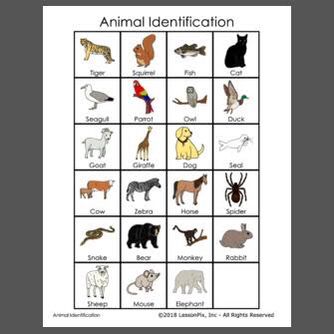 Animal Identification
Tiger Squirrel Fish Cat
Seagull Parrot Owl Duck
Goat Giraffe Dog Seal
Cow Zebra Horse Spider
Snake Bear Monkey Rabbit
Sheep Mouse Elephant
Animal Identification ©2018 LessonPix, Inc - All Rights Reserved